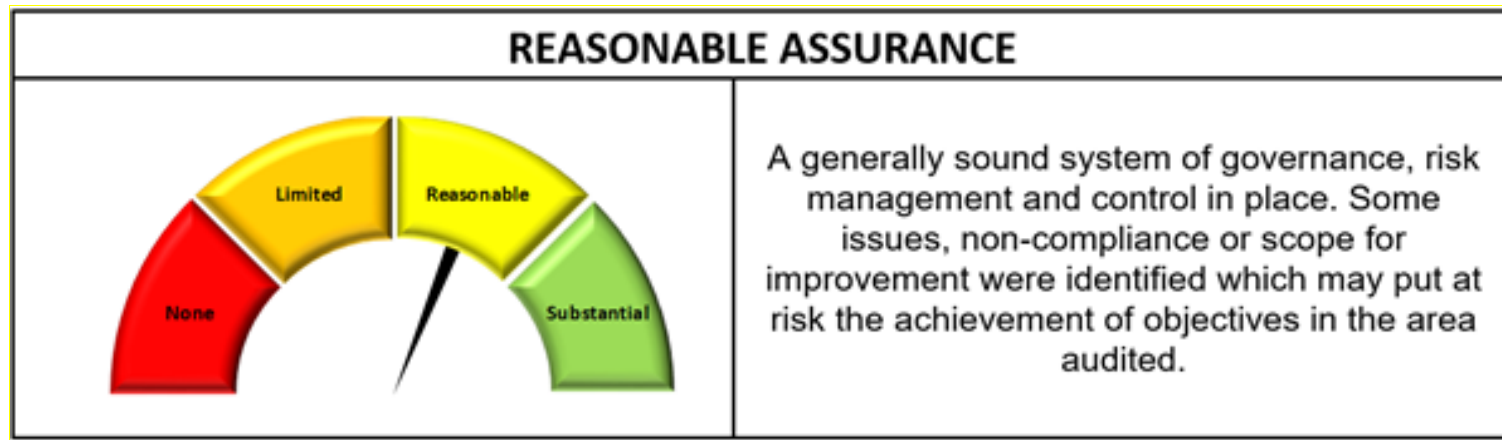 REASONABLE ASSURANCE
Limited
Reasonable
None
Substantial
A generally sound system of governance, risk
management and control in place. Some
issues, non-compliance or scope for
improvement were identified which may put at
risk the achievement of objectives in the area
audited.